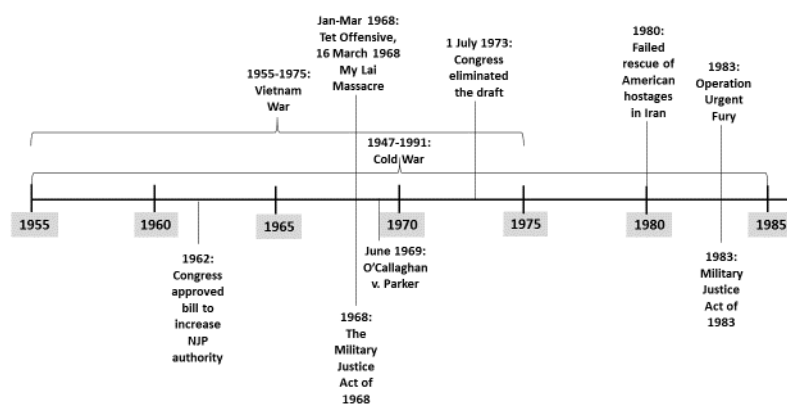 Jan-Mar 1968:
Tet Offensive,
16 March 1968
My Lai
Massacre
1 July 1973:
Congress
eliminated
the draft
1980:
Failed
rescue of
American
hostages
in Iran
1983:
Operation
Urgent
Fury
1955-1975:
Vietnam
War
1947-1991:
Cold War
1955
1960
1965
1970
1975
1980
1985
1962:
Congress
approved
bill to
increase
NJP
authority
1968:
The
Military
Justice
Act of
1968
June 1969:
O'Callaghan
v. Parker
1983:
Military
Justice
Act of
1983